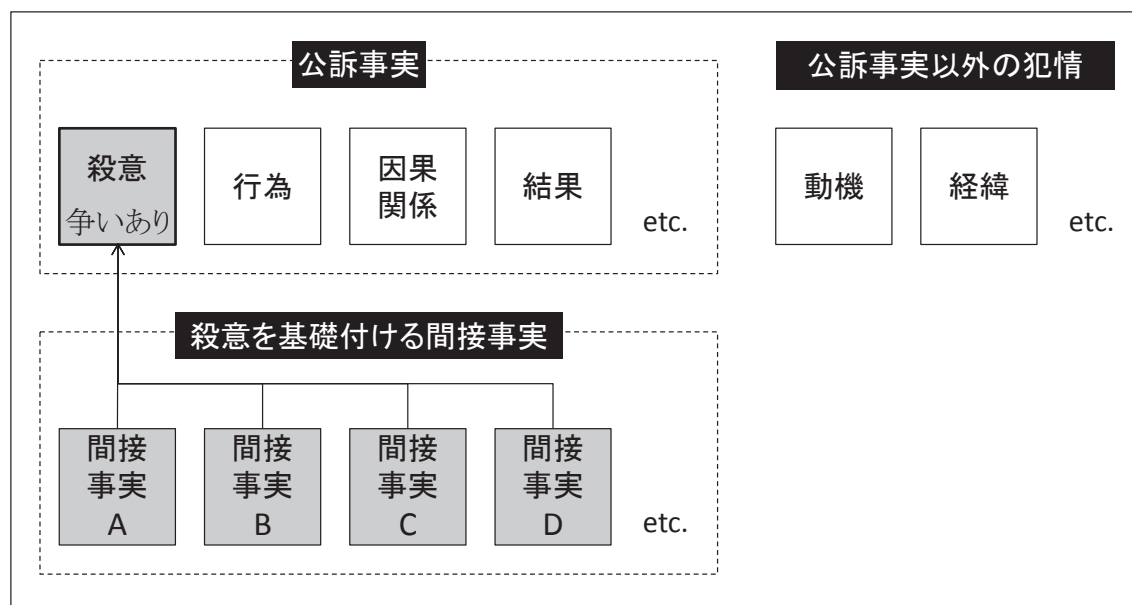 公訴事実
公訴事実以外の犯情
殺意
争いあり
行為
因果
関係
結果
etc.
動機
経緯
etc.
殺意を基礎付ける間接事実
間接
事実
A
間接
事実
B
間接
事実
C
間接
事実
D
etc.